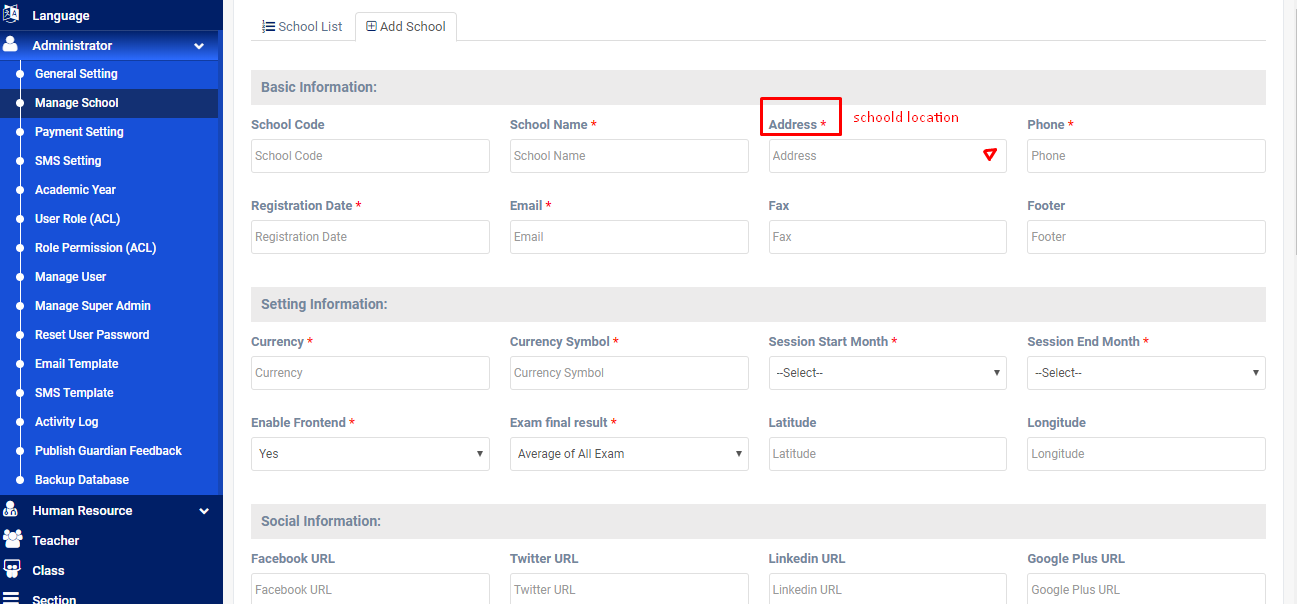 Language
Administrator
General Setting
Manage School
Payment Setting
SMS Setting
Academic Year
User Role (ACL)
Role Permission (ACL)
Manage User
Manage Super Admin
Reset User Password
Email Template
SMS Template
Activity Log
Publish Guardian Feedback
Backup Database
Human Resource
Teacher
Class
Section
School List
Add School
Basic Information:
School Code
School Name *
Address *
schoold location
Phone *
School Code
School Name
Address
Phone
Registration Date *
Email *
Fax
Footer
Registration Date
Email
Fax
Footer
Setting Information:
Currency *
Currency Symbol *
Session Start Month *
Session End Month *
Currency
Currency Symbol
--Select--
--Select--
Enable Frontend *
Exam final result *
Latitude
Longitude
Yes
Average of All Exam
Latitude
Longitude
Social Information:
Facebook URL
Twitter URL
Linkedin URL
Google Plus URL
Facebook URL
Twitter URL
Linkedin URL
Google Plus URL